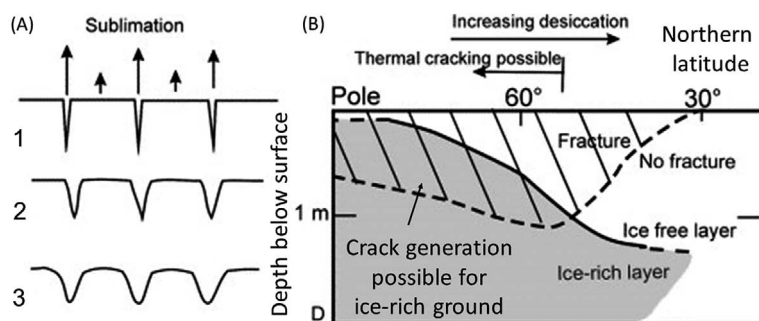 (A)
Sublimation
1
2
3
(B)
Increasing desiccation
Northern
latitude
Thermal cracking possible
Pole
60°
30°
Depth below surface
Fracture
No fracture
1 m
Ice free layer
Crack generation
possible for
ice-rich ground
Ice-rich layer
D